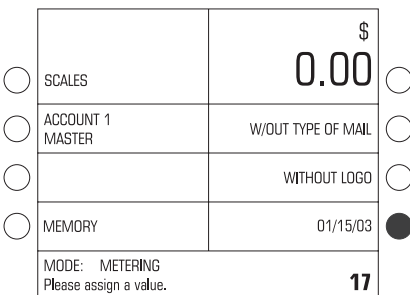 $
SCALES 0.00
ACCOUNT 1
MASTER
W/OUT TYPE OF MAIL
WITHOUT LOGO
MEMORY 01/15/03
MODE: METERING
Please assign a value. 17